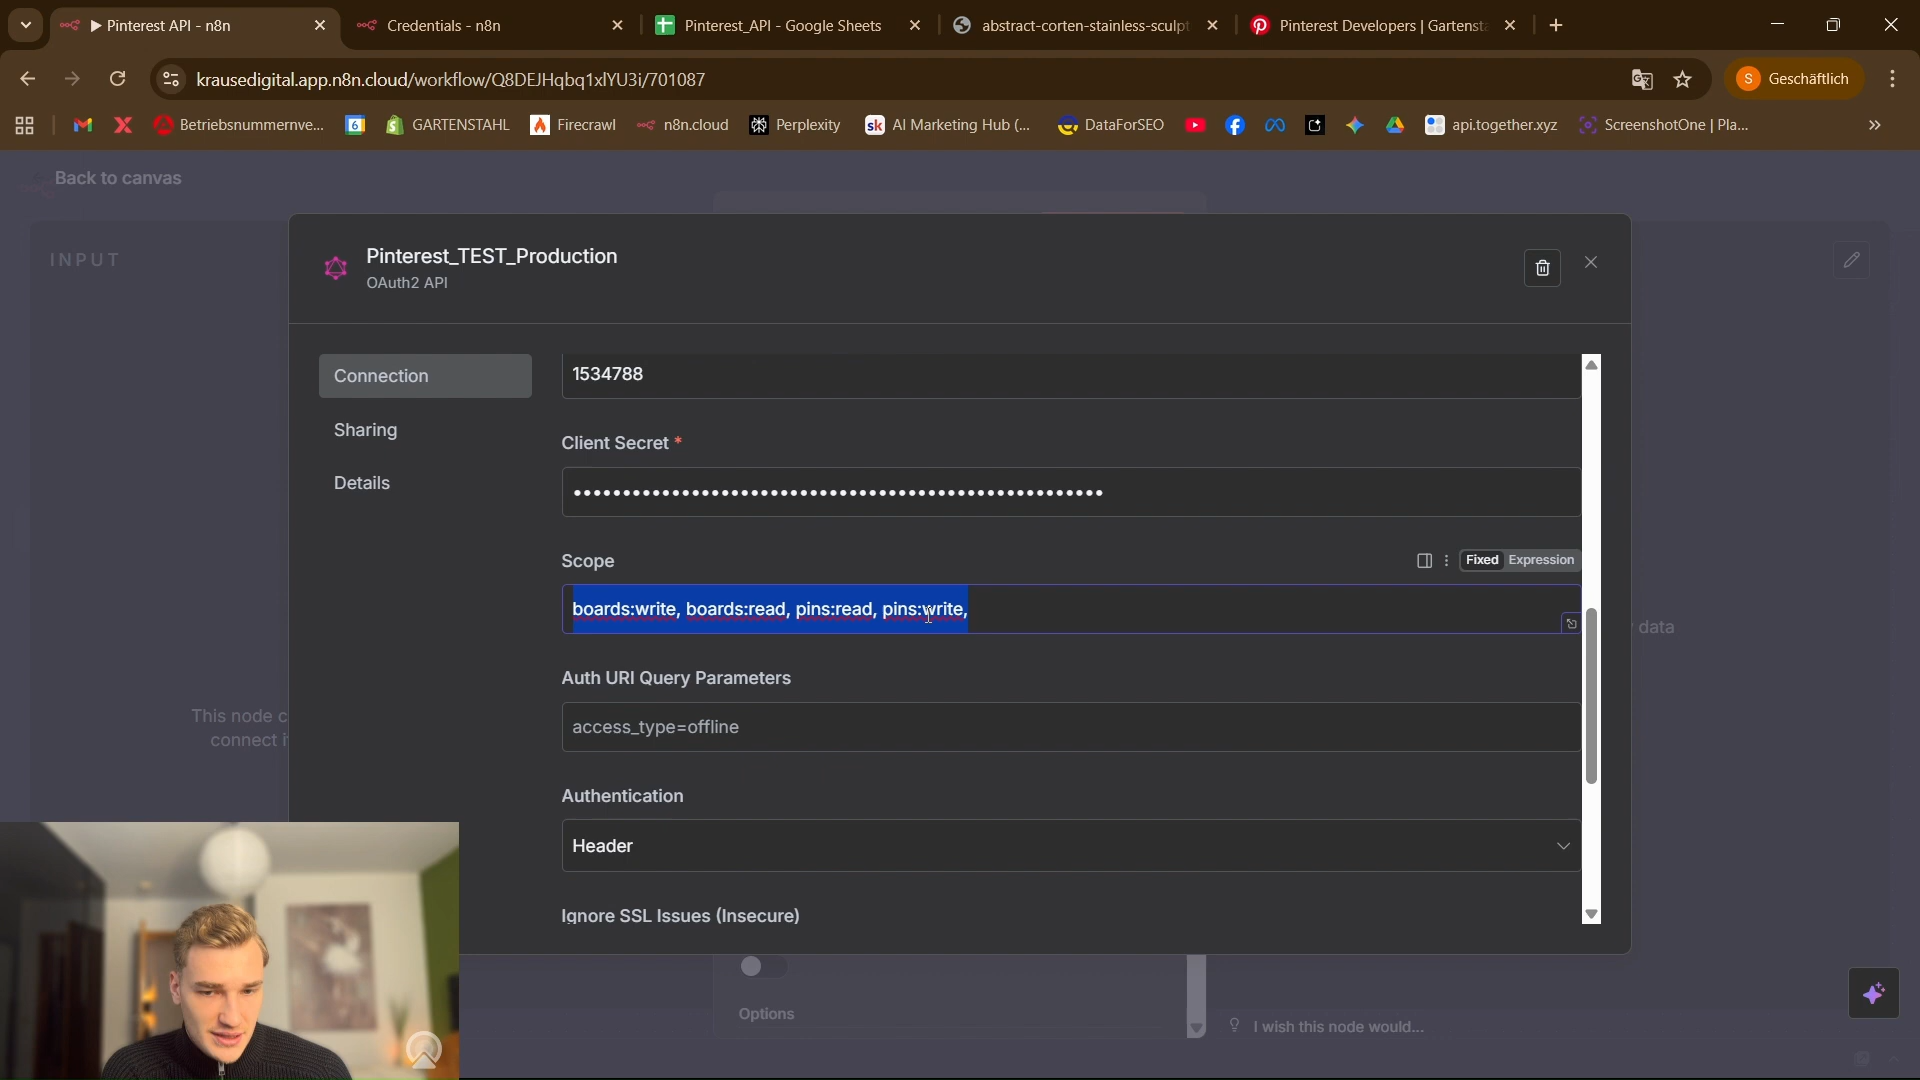 Pinterest API - n8n
Credentials - n8n
Pinterest_API - Google Sheets
abstract-corten-stainless-sculpt
Pinterest Developers | Gartenst
krausedigital.app.n8n.cloud/workflow/Q8DEJHqbq1xlYU3i/701087
S Geschäftlich
Betriebsnummernve...
6
GARTENSTAHL
Firecrawl
n8n.cloud
Perplexity
sk AI Marketing Hub (...
DataForSEO
api.together.xyz
ScreenshotOne | Pla...
Back to canvas
INPUT
Pinterest_TEST_Production
OAuth2 API
Connection
Sharing
Details
1534788
Client Secret *
Scope
Fixed Expression
boards:write, boards:read, pins:read, pins:write,
data
Auth URI Query Parameters
access_type=offline
This node c
connect i
Authentication
Header
Ignore SSL Issues (Insecure)
Options
I wish this node would...